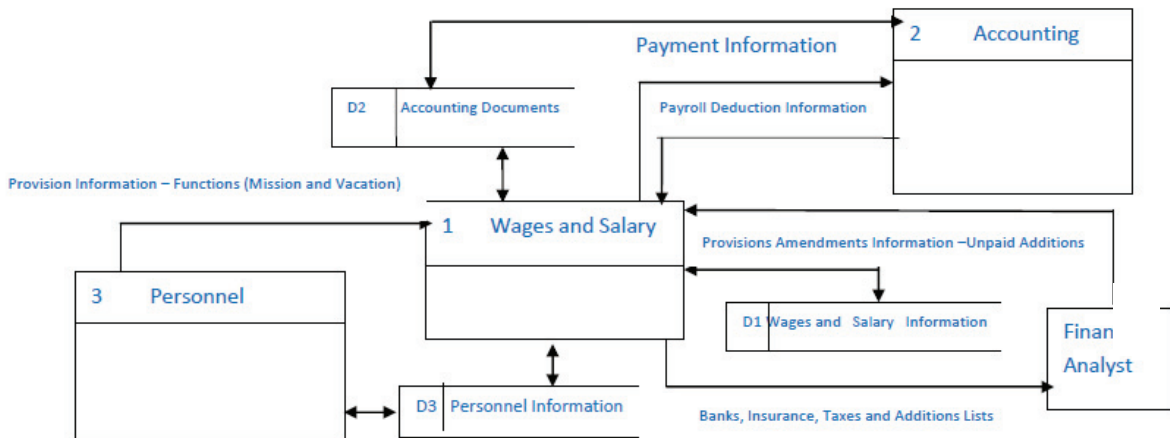 2 Accounting
Payment Information
D2 Accounting Documents
Payroll Deduction Information
Provision Information – Functions (Mission and Vacation)
1 Wages and Salary
Provisions Amendments Information –Unpaid Additions
3 Personnel
D1 Wages and Salary Information
Finan
Analyst
D3 Personnel Information
Banks, Insurance, Taxes and Additions Lists